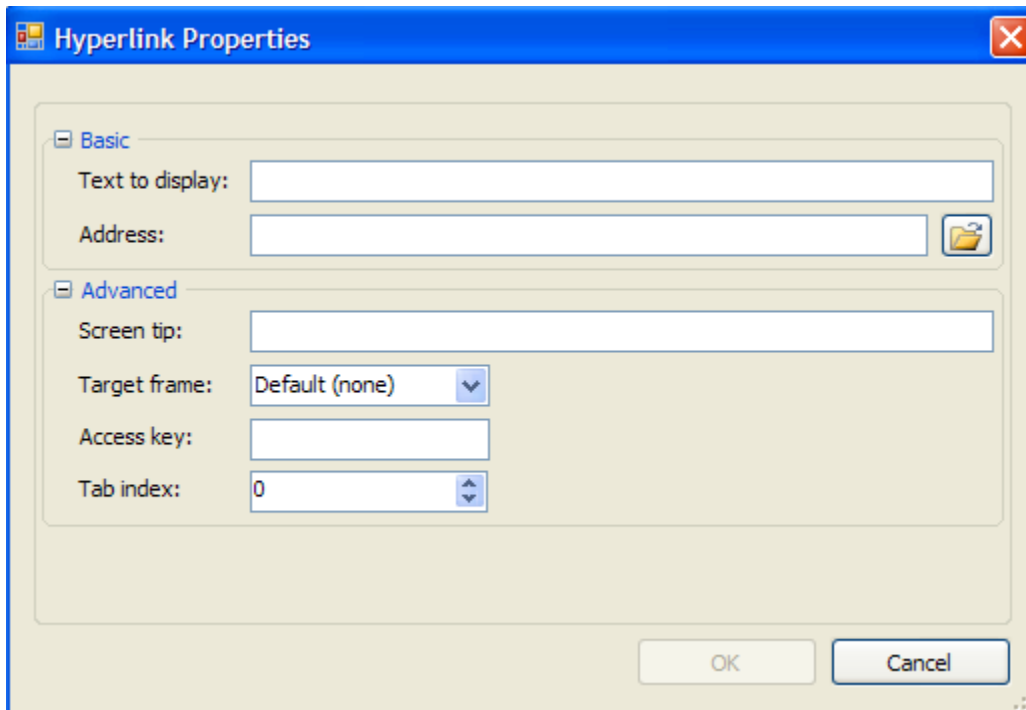 Hyperlink Properties
Basic
Text to display:
Address:
Advanced
Screen tip:
Target frame: Default (none)
Access key:
Tab index: 0
OK Cancel